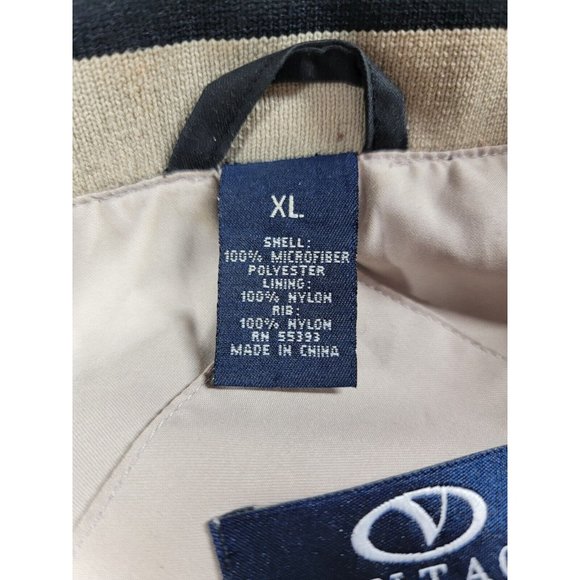 XL
SHELL:
100% MICROFIBER
POLYESTER
LINING:
100% NYLON
RIB:
100% NYLON
RN 55393
MADE IN CHINA